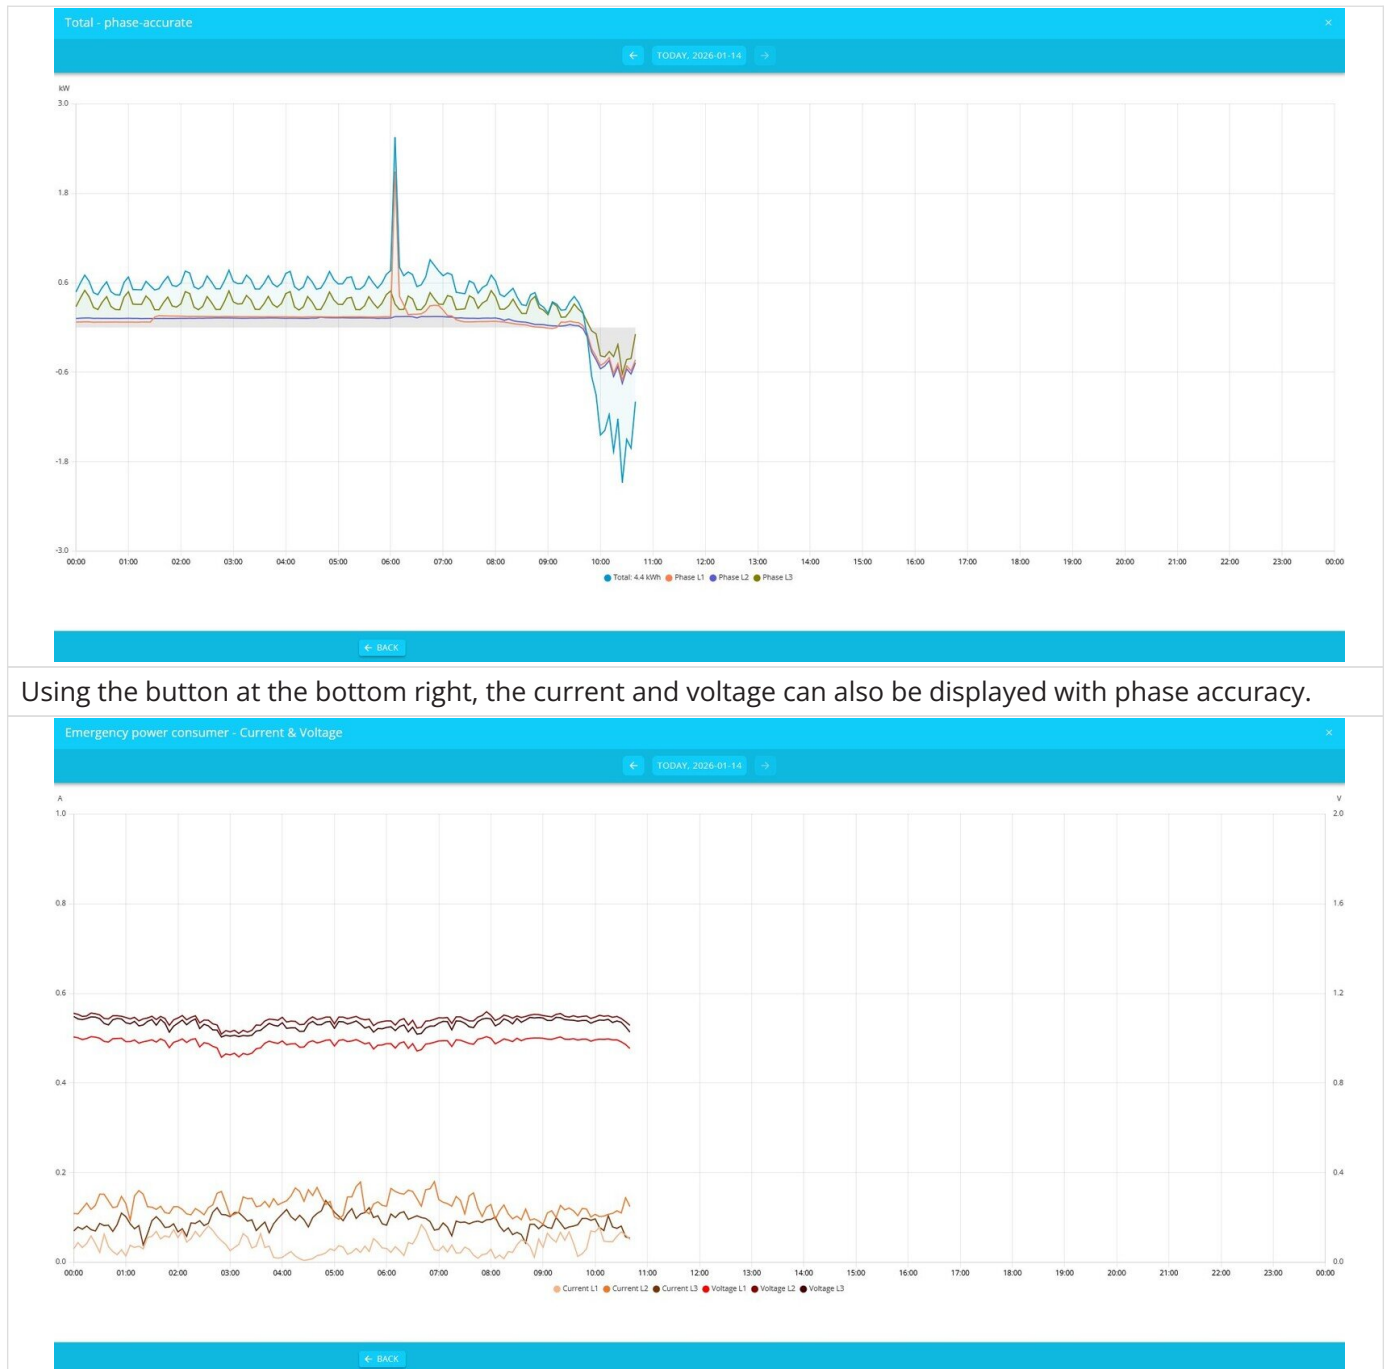 Total - phase-accurate ×
← TODAY, 2026-01-14 →
kW
3.0
1.8
0.6
-0.6
-1.8
-3.0
00:00 01:00 02:00 03:00 04:00 05:00 06:00 07:00 08:00 09:00 10:00 11:00 12:00 13:00 14:00 15:00 16:00 17:00 18:00 19:00 20:00 21:00 22:00 23:00 00:00
Total: 4.4 kWh Phase L1 Phase L2 Phase L3
← BACK
Using the button at the bottom right, the current and voltage can also be displayed with phase accuracy.
Emergency power consumer - Current & Voltage ×
← TODAY, 2026-01-14 →
A V
1.0 2.0
0.8 1.6
0.6 1.2
0.4 0.8
0.2 0.4
0.0 0.0
00:00 01:00 02:00 03:00 04:00 05:00 06:00 07:00 08:00 09:00 10:00 11:00 12:00 13:00 14:00 15:00 16:00 17:00 18:00 19:00 20:00 21:00 22:00 23:00 00:00
Current L1 Current L2 Current L3 Voltage L1 Voltage L2 Voltage L3
← BACK